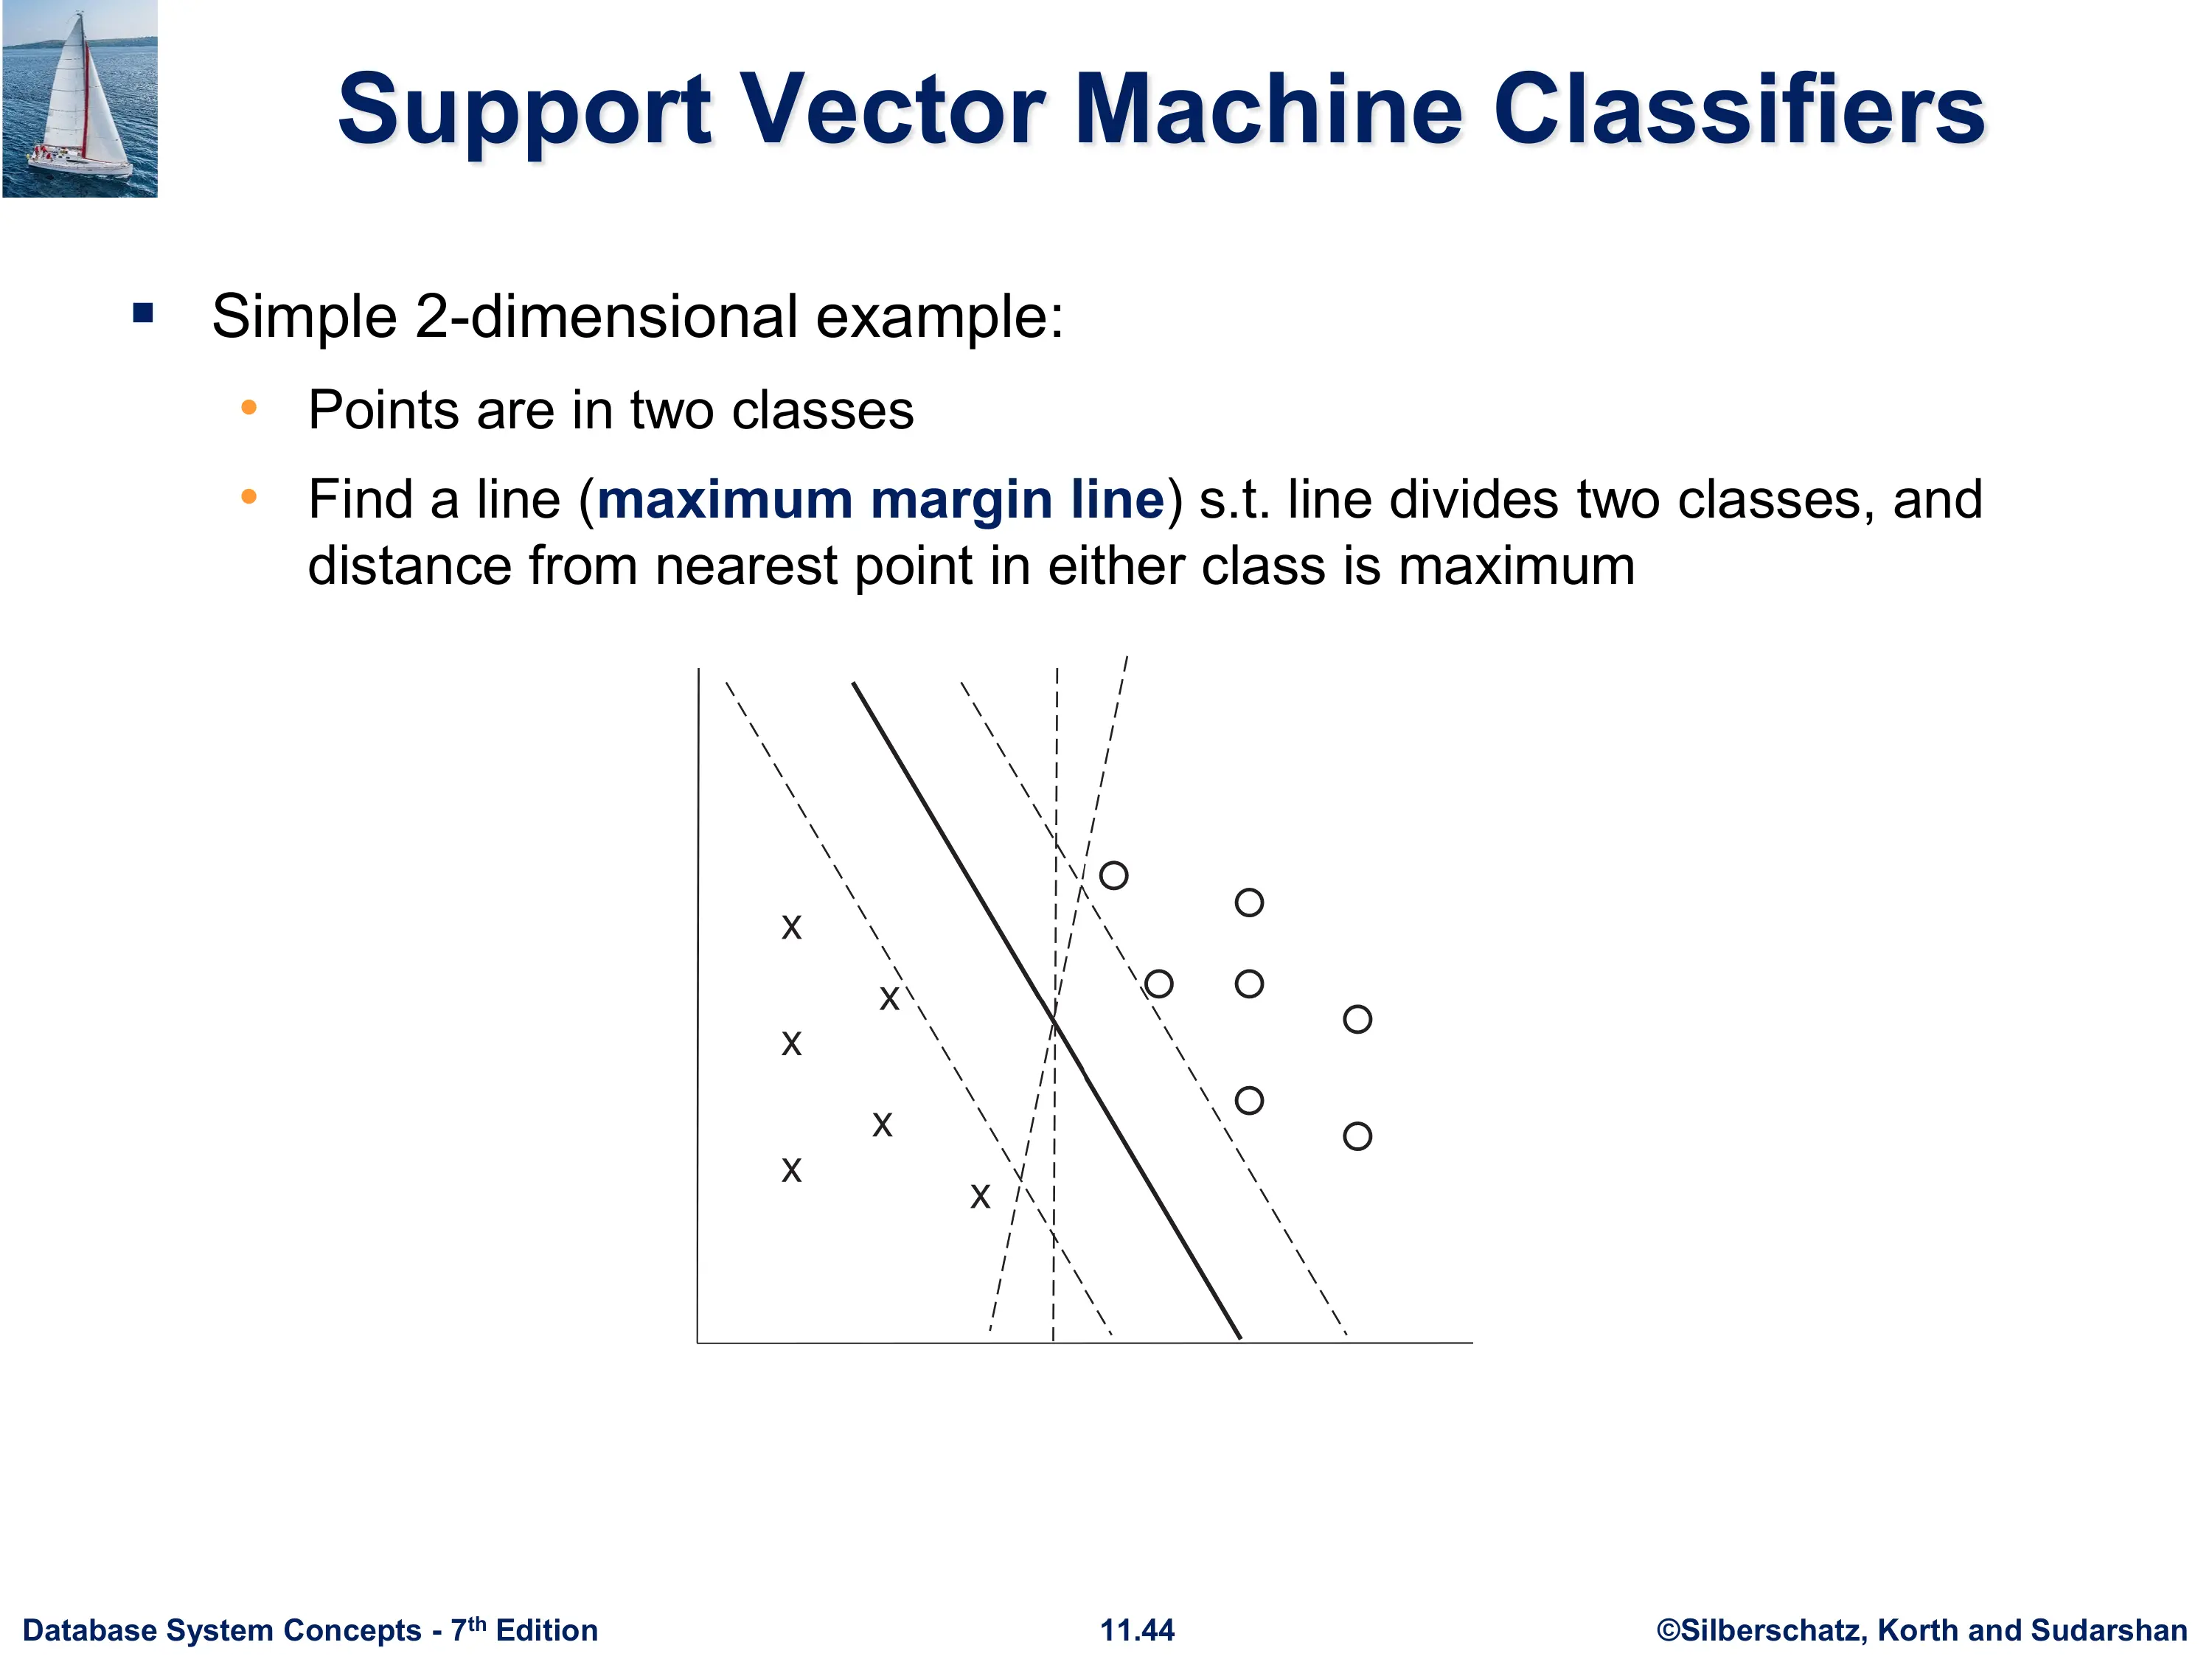 Support Vector Machine Classifiers
Simple 2-dimensional example:
Points are in two classes
Find a line (maximum margin line) s.t. line divides two classes, and
distance from nearest point in either class is maximum
x
x
x
x
x
x
Database System Concepts - 7th Edition
11.44
©Silberschatz, Korth and Sudarshan